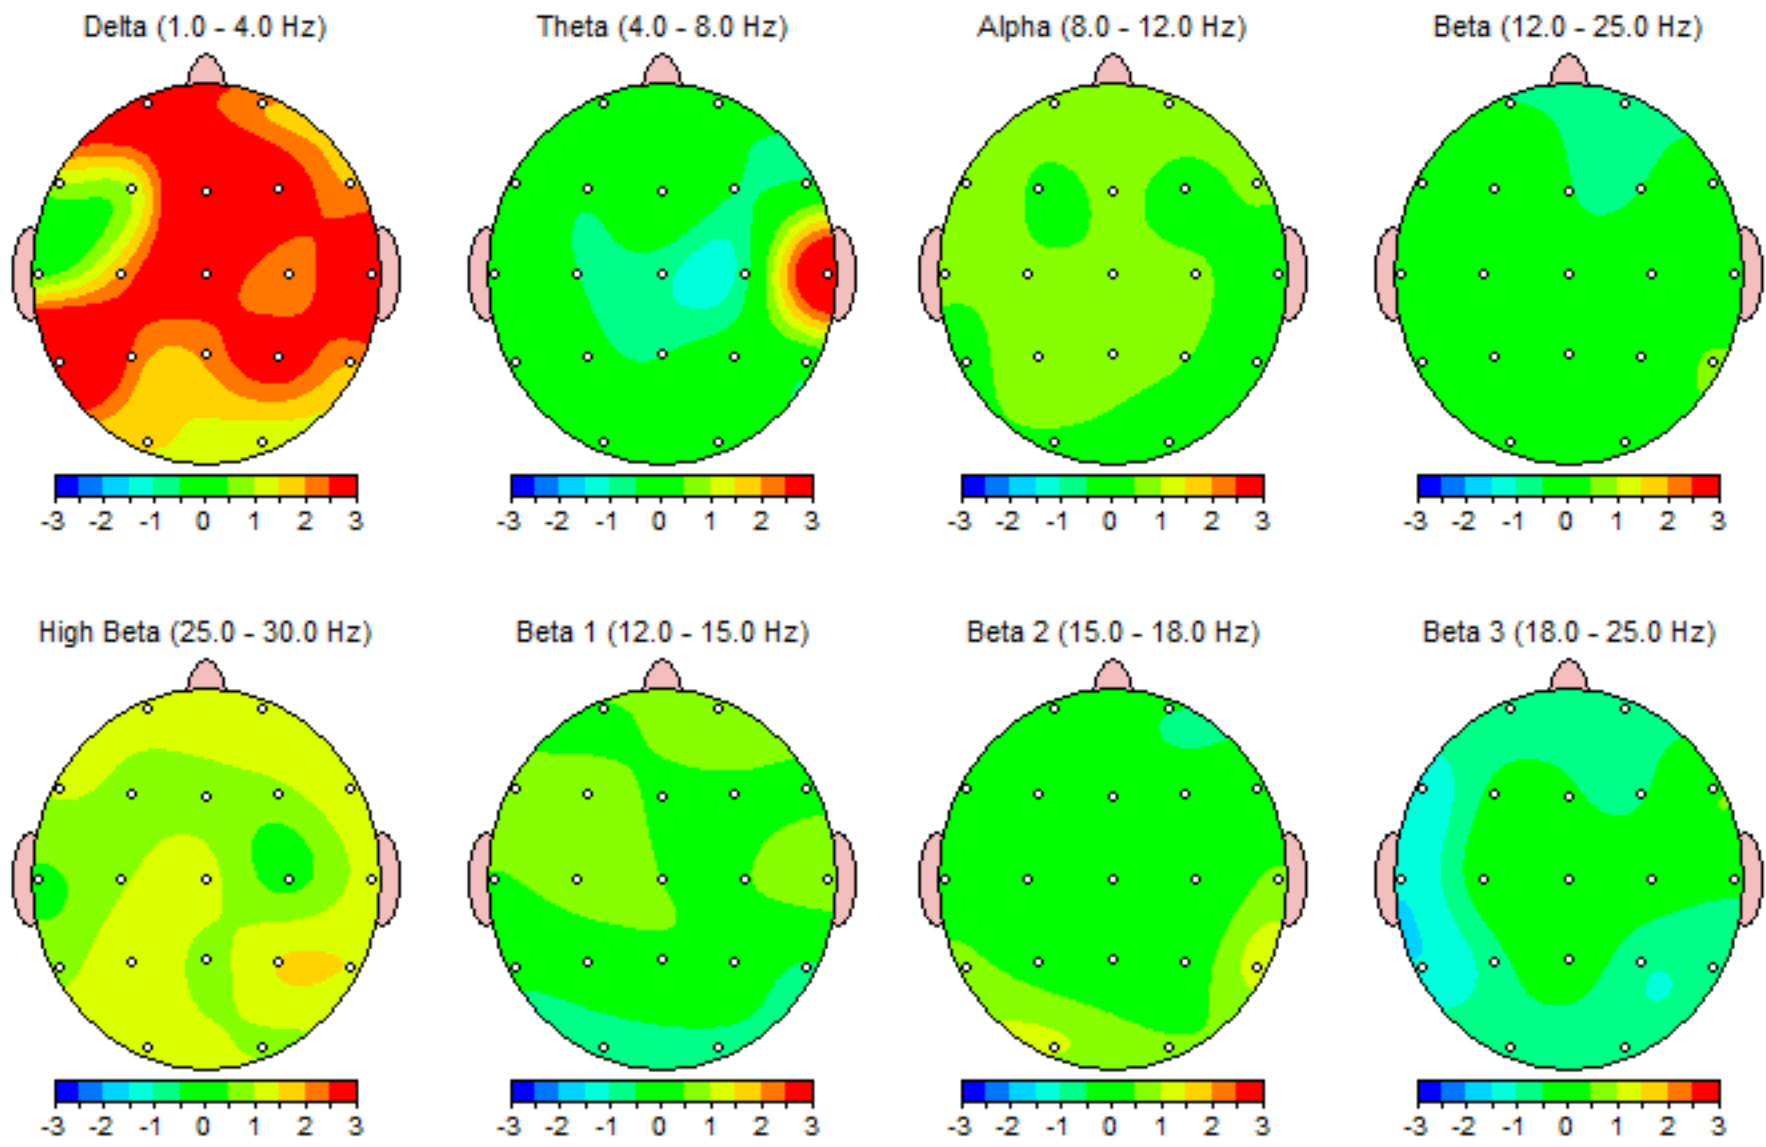 Delta (1.0 - 4.0 Hz) Theta (4.0 - 8.0 Hz) Alpha (8.0 - 12.0 Hz) Beta (12.0 - 25.0 Hz)
-3 -2 -1 0 1 2 3 -3 -2 -1 0 1 2 3 -3 -2 -1 0 1 2 3 -3 -2 -1 0 1 2 3
High Beta (25.0 - 30.0 Hz) Beta 1 (12.0 - 15.0 Hz) Beta 2 (15.0 - 18.0 Hz) Beta 3 (18.0 - 25.0 Hz)
-3 -2 -1 0 1 2 3 -3 -2 -1 0 1 2 3 -3 -2 -1 0 1 2 3 -3 -2 -1 0 1 2 3